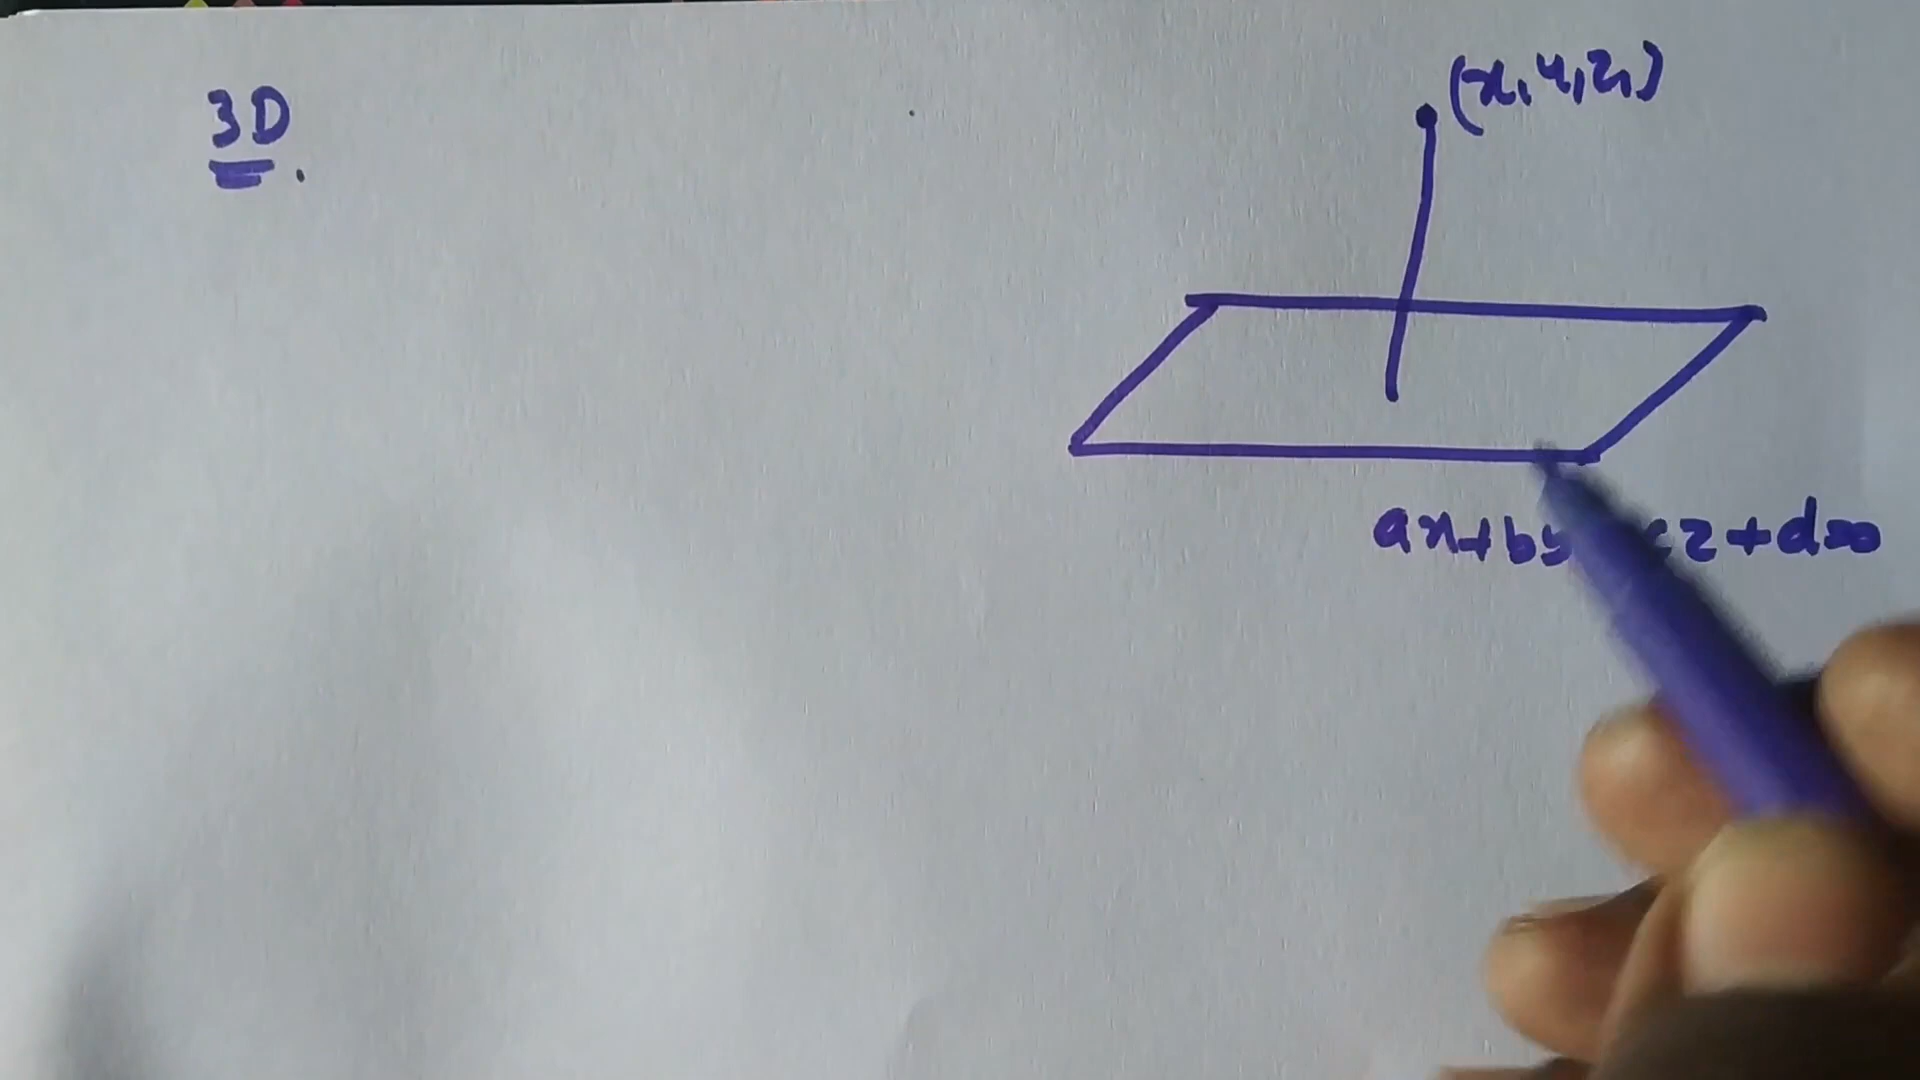 3D.
(x₁ y₁ z₁)
ax+by cz+d=0